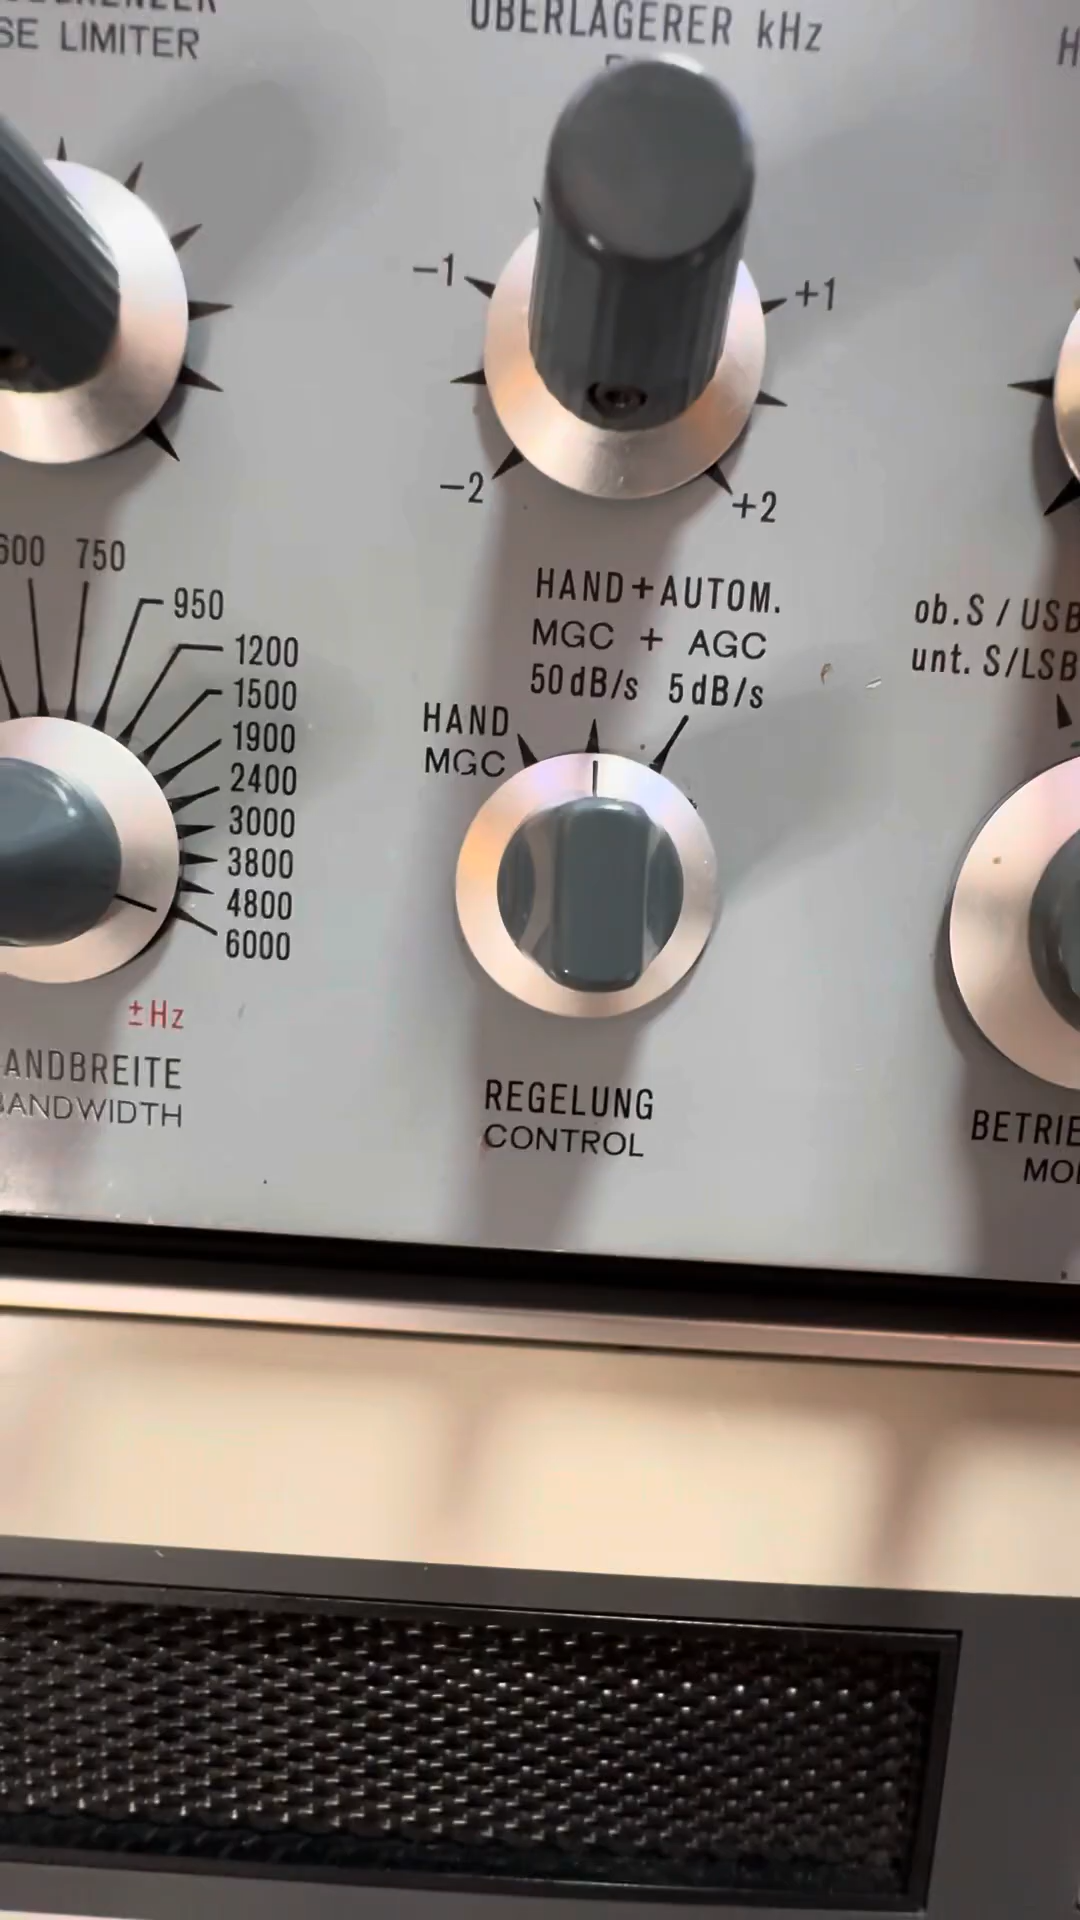 SE LIMITER
ÜBERLAGERER kHz
-1
+1
-2
+2
600 750
950
1200
1500
1900
2400
3000
3800
4800
6000
±Hz
ANDBREITE
BANDWIDTH
HAND+AUTOM.
MGC + AGC
50dB/s 5dB/s
HAND
MGC
REGELUNG
CONTROL
ob.S / USB
unt. S/LSB
BETRIE
MO